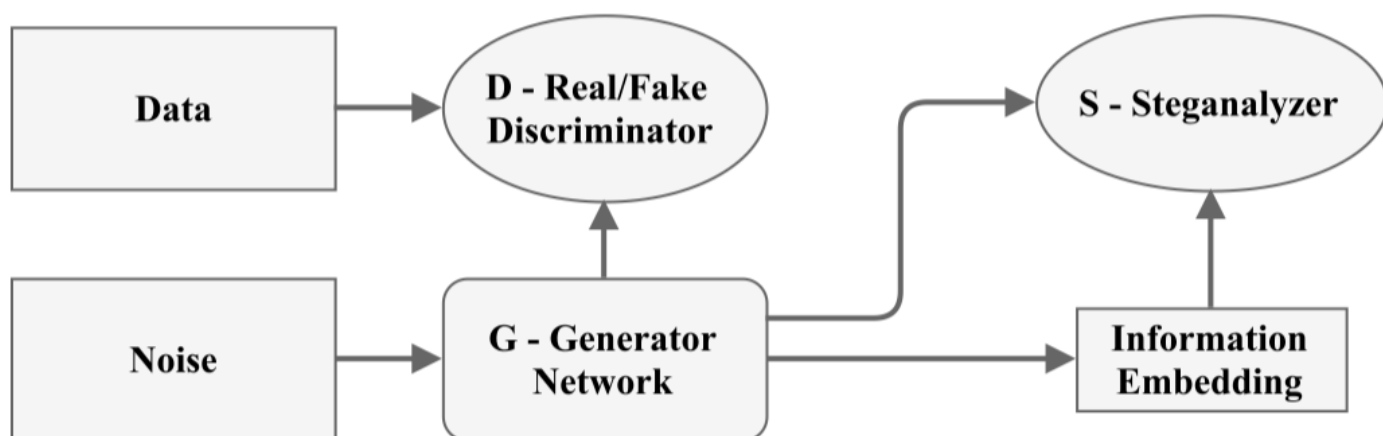 Data
D - Real/Fake
Discriminator
S - Steganalyzer
Noise
G - Generator
Network
Information
Embedding